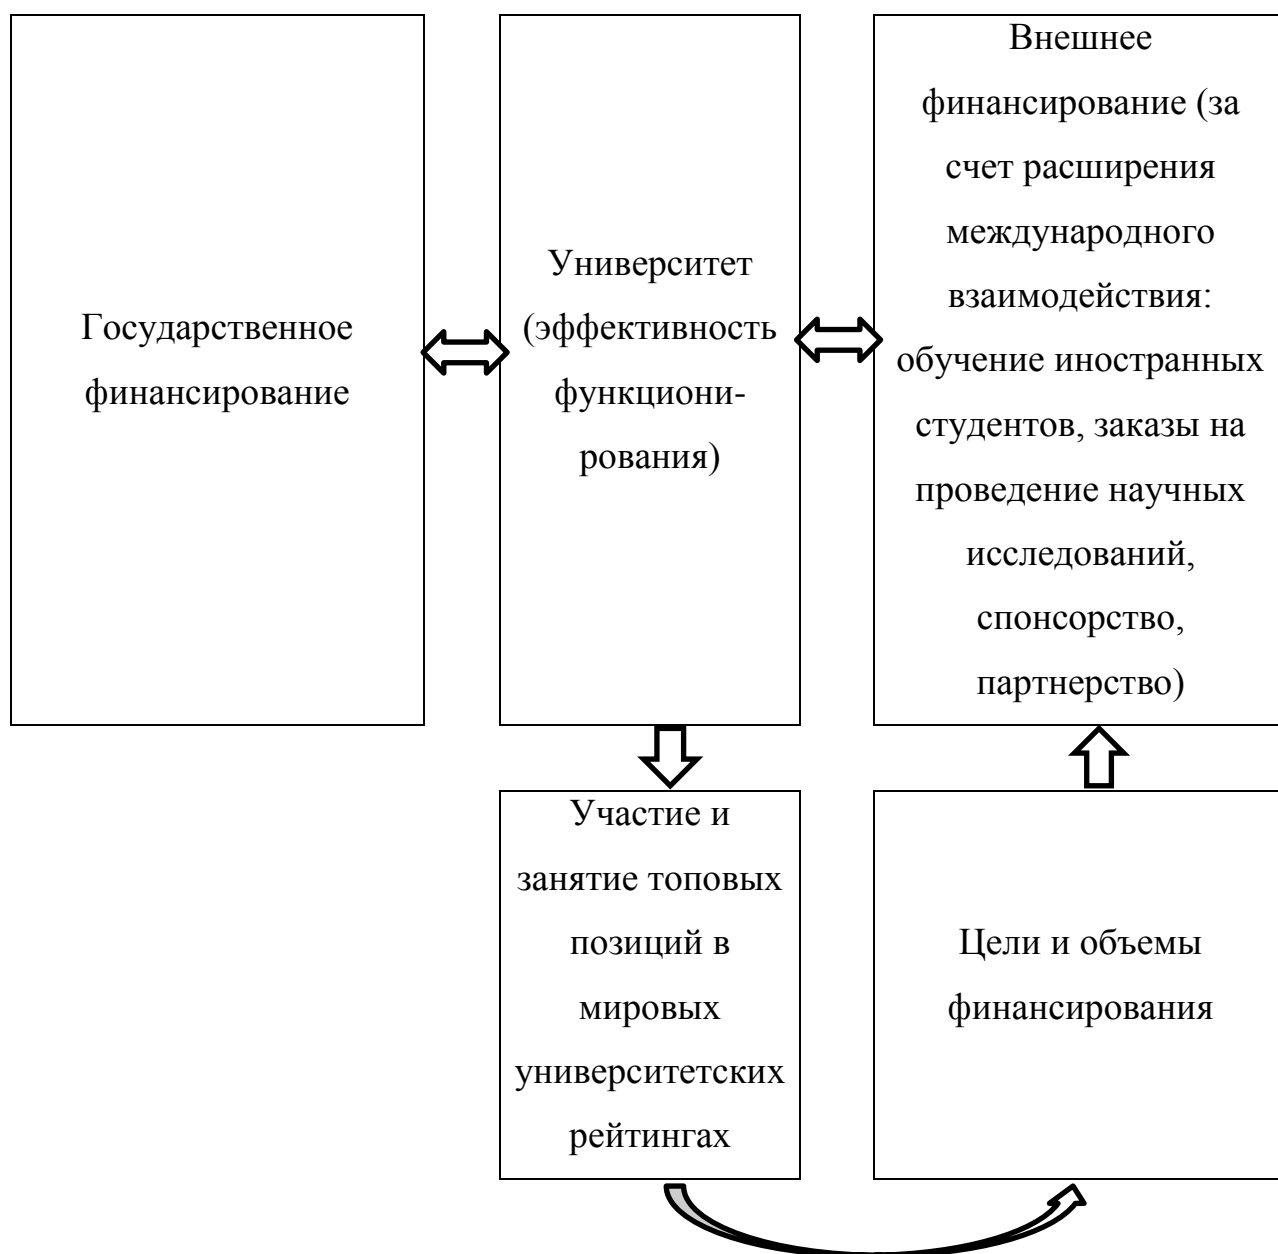 Государственное
финансирование
Университет
(эффективность
функциони-
рования)
Внешнее
финансирование (за
счет расширения
международного
взаимодействия:
обучение иностранных
студентов, заказы на
проведение научных
исследований,
спонсорство,
партнерство)
Участие и
занятие топовых
позиций в
мировых
университетских
рейтингах
Цели и объемы
финансирования